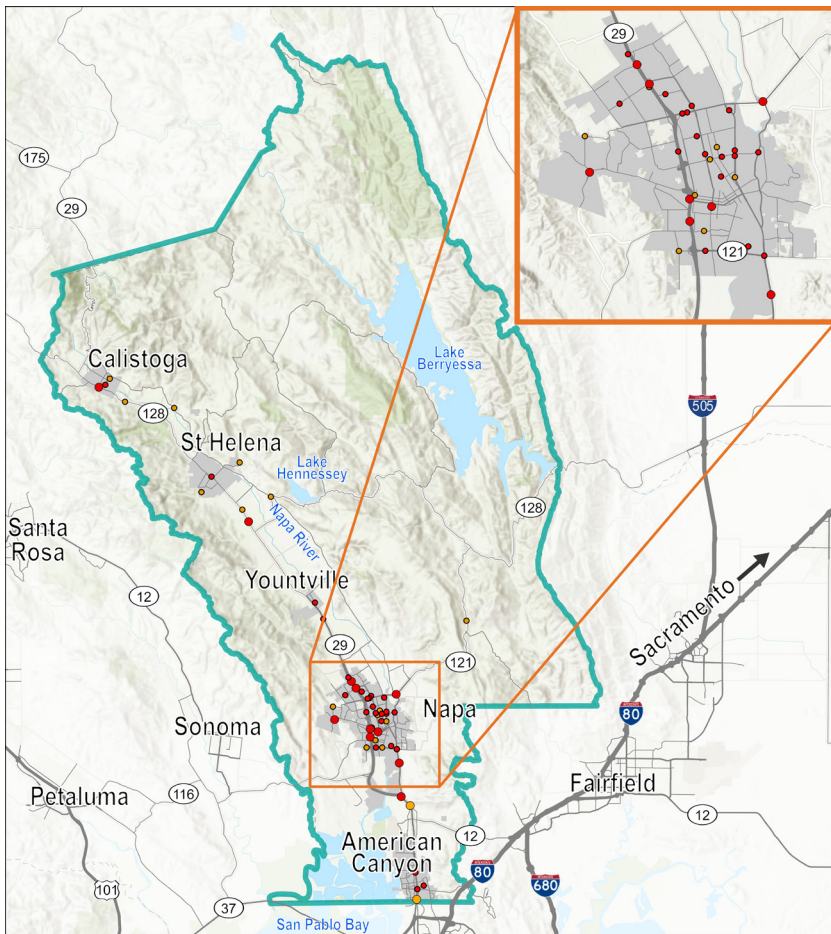 29
121
175
29
Calistoga
128
St Helena
Lake
Hennessey
Napa River
Lake
Berryessa
505
128
Santa
Rosa
12
Yountville
29
121
Sacramento
Napa
80
Sonoma
Fairfield
Petaluma
116
12
12
American
Canyon
80
680
101
37
San Pablo Bay